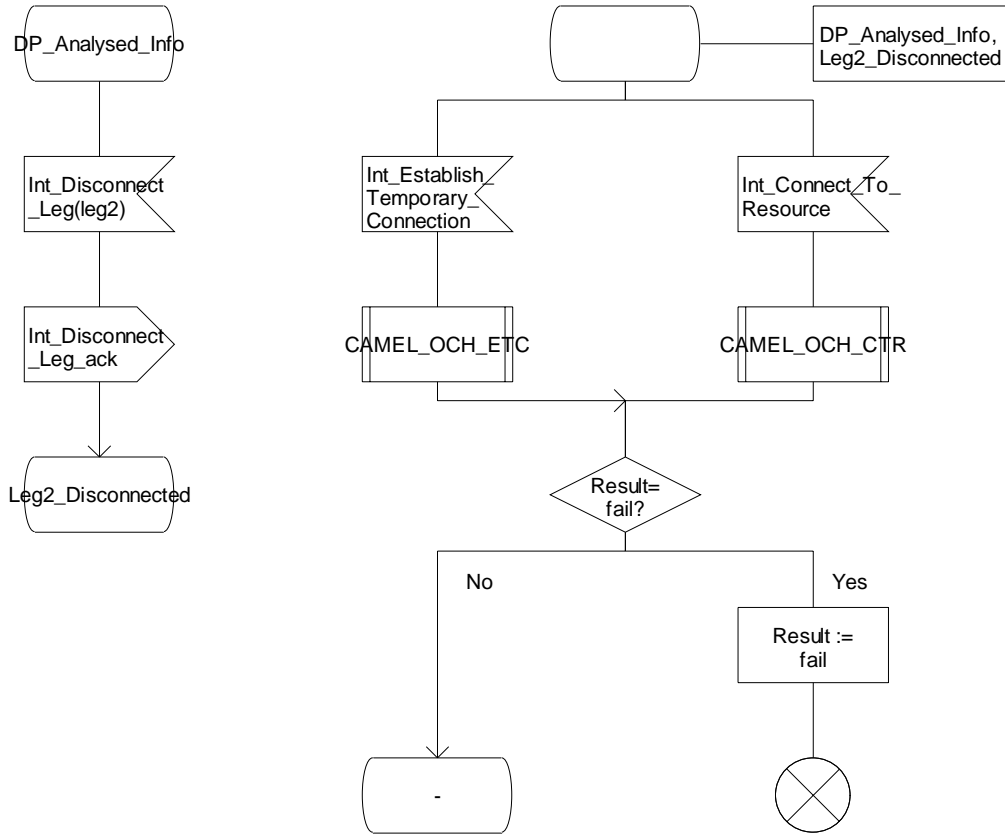 DP_Analysed_Info
Int_Disconnect
_Leg(leg2)
Int_Disconnect
_Leg_ack
Leg2_Disconnected
DP_Analysed_Info,
Leg2_Disconnected
Int_Establish_
Temporary_
Connection
Int_Connect_To_
Resource
CAMEL_OCH_ETC
CAMEL_OCH_CTR
Result=
fail?
No
Yes
Result :=
fail
-